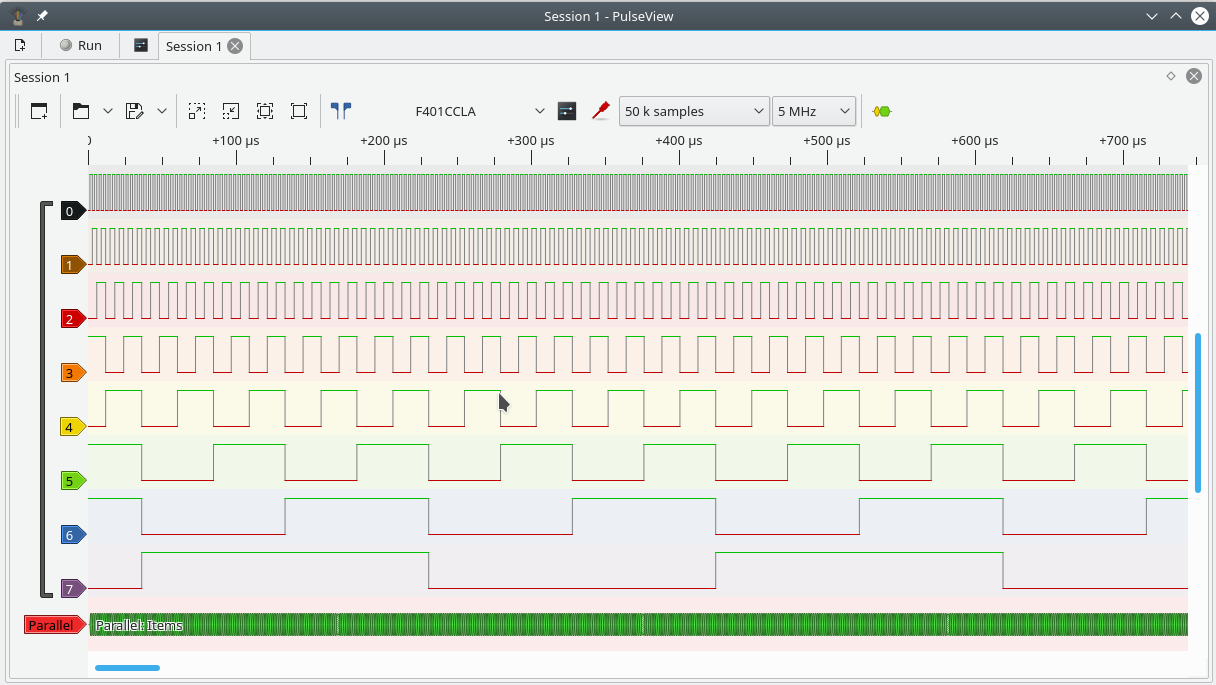 Session 1 - PulseView
Run
Session 1
Session 1
F401CCLA
50 k samples
5 MHz
0 +100 µs +200 µs +300 µs +400 µs +500 µs +600 µs +700 µs
0
1
2
3
4
5
6
7
Parallel Parallel: Items